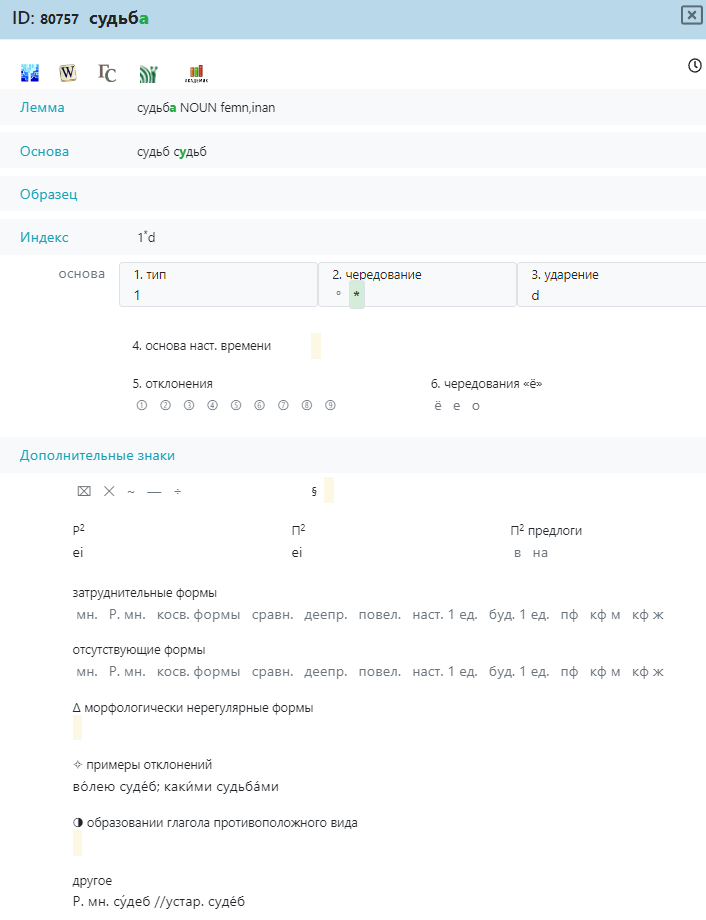 ID: 80757 судьба
W ГС АКАДЕМИК
Лемма судьба NOUN femn,inan
Основа судьб судьб
Образец
Индекс 1*d
основа 1. тип 2. чередование 3. ударение
1 ° * d
4. основа наст. времени
5. отклонения 6. чередования «ё»
① ② ③ ④ ⑤ ⑥ ⑦ ⑧ ⑨ ё е о
Дополнительные знаки
⌧ ✕ ~ — ÷ §
Р² П² П² предлоги
ei ei в на
затруднительные формы
мн. Р. мн. косв. формы сравн. деепр. повел. наст. 1 ед. буд. 1 ед. пф кф м кф ж
отсутствующие формы
мн. Р. мн. косв. формы сравн. деепр. повел. наст. 1 ед. буд. 1 ед. пф кф м кф ж
Δ морфологически нерегулярные формы
✧ примеры отклонений
во́лею суде́б; каки́ми судьба́ми
◑ образовании глагола противоположного вида
другое
Р. мн. су́деб //устар. суде́б